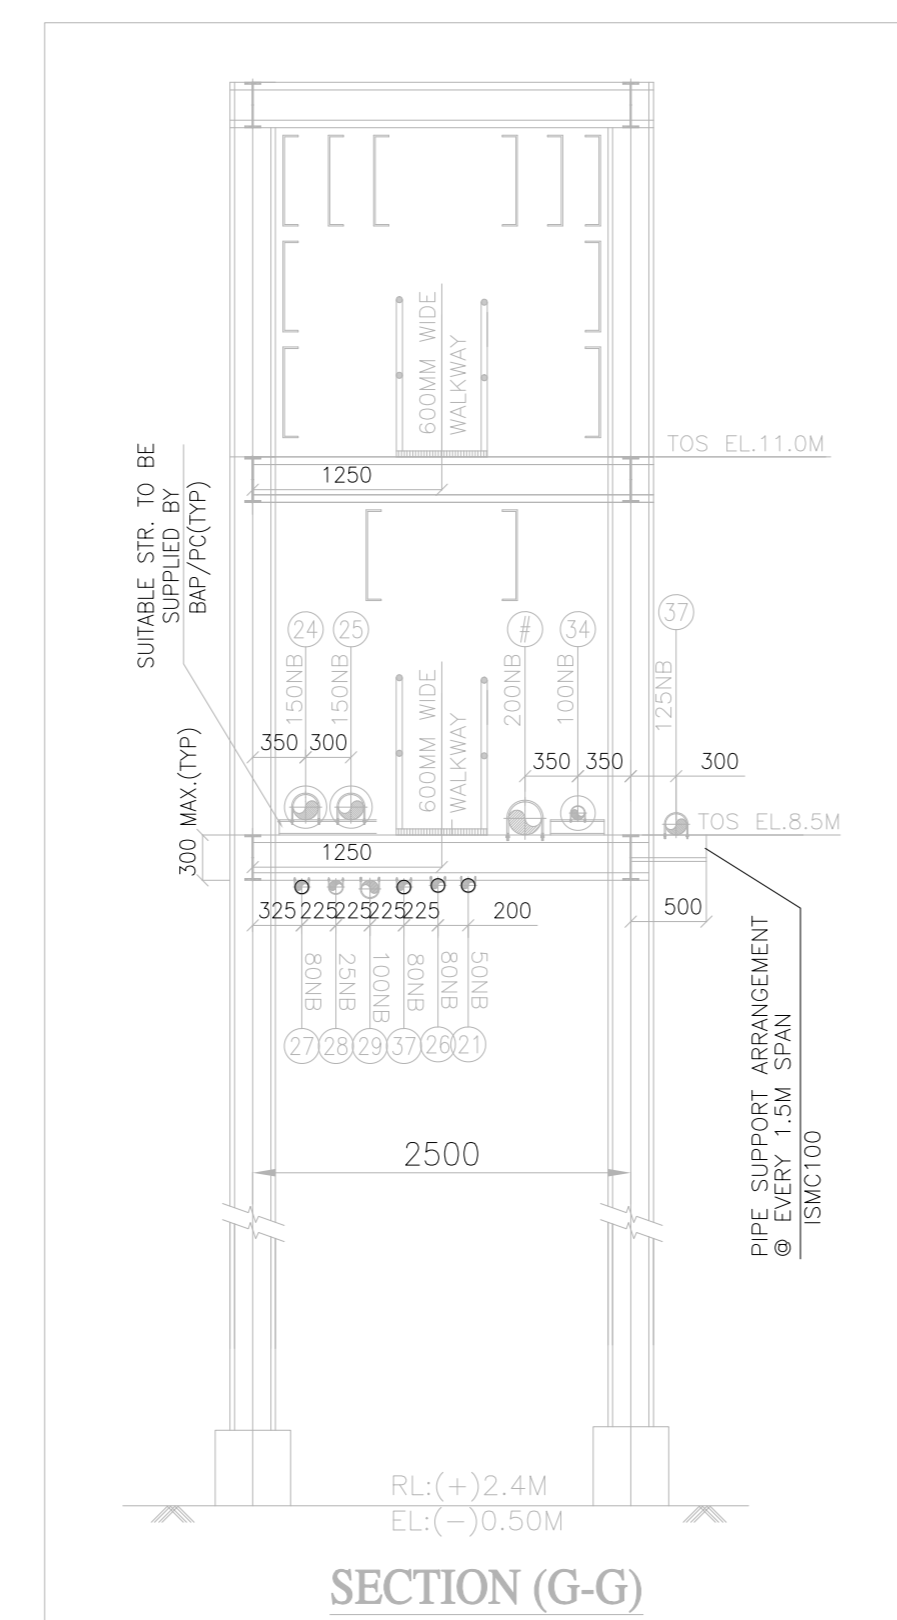 600MM WIDE
WALKWAY
TOS EL.11.0M
1250
SUITABLE STR. TO BE
SUPPLIED BY
BAP/PC(TYP)
24
25
#
34
37
150NB
150NB
200NB
100NB
125NB
600MM WIDE
WALKWAY
350
300
350
350
300
300 MAX.(TYP)
TOS EL.8.5M
1250
325
225
225
225
225
200
500
80NB
25NB
100NB
80NB
80NB
50NB
27
28
29
37
26
21
PIPE SUPPORT ARRANGEMENT
@ EVERY 1.5M SPAN
ISMC100
2500
RL:(+)2.4M
EL:(-)0.50M
SECTION (G-G)